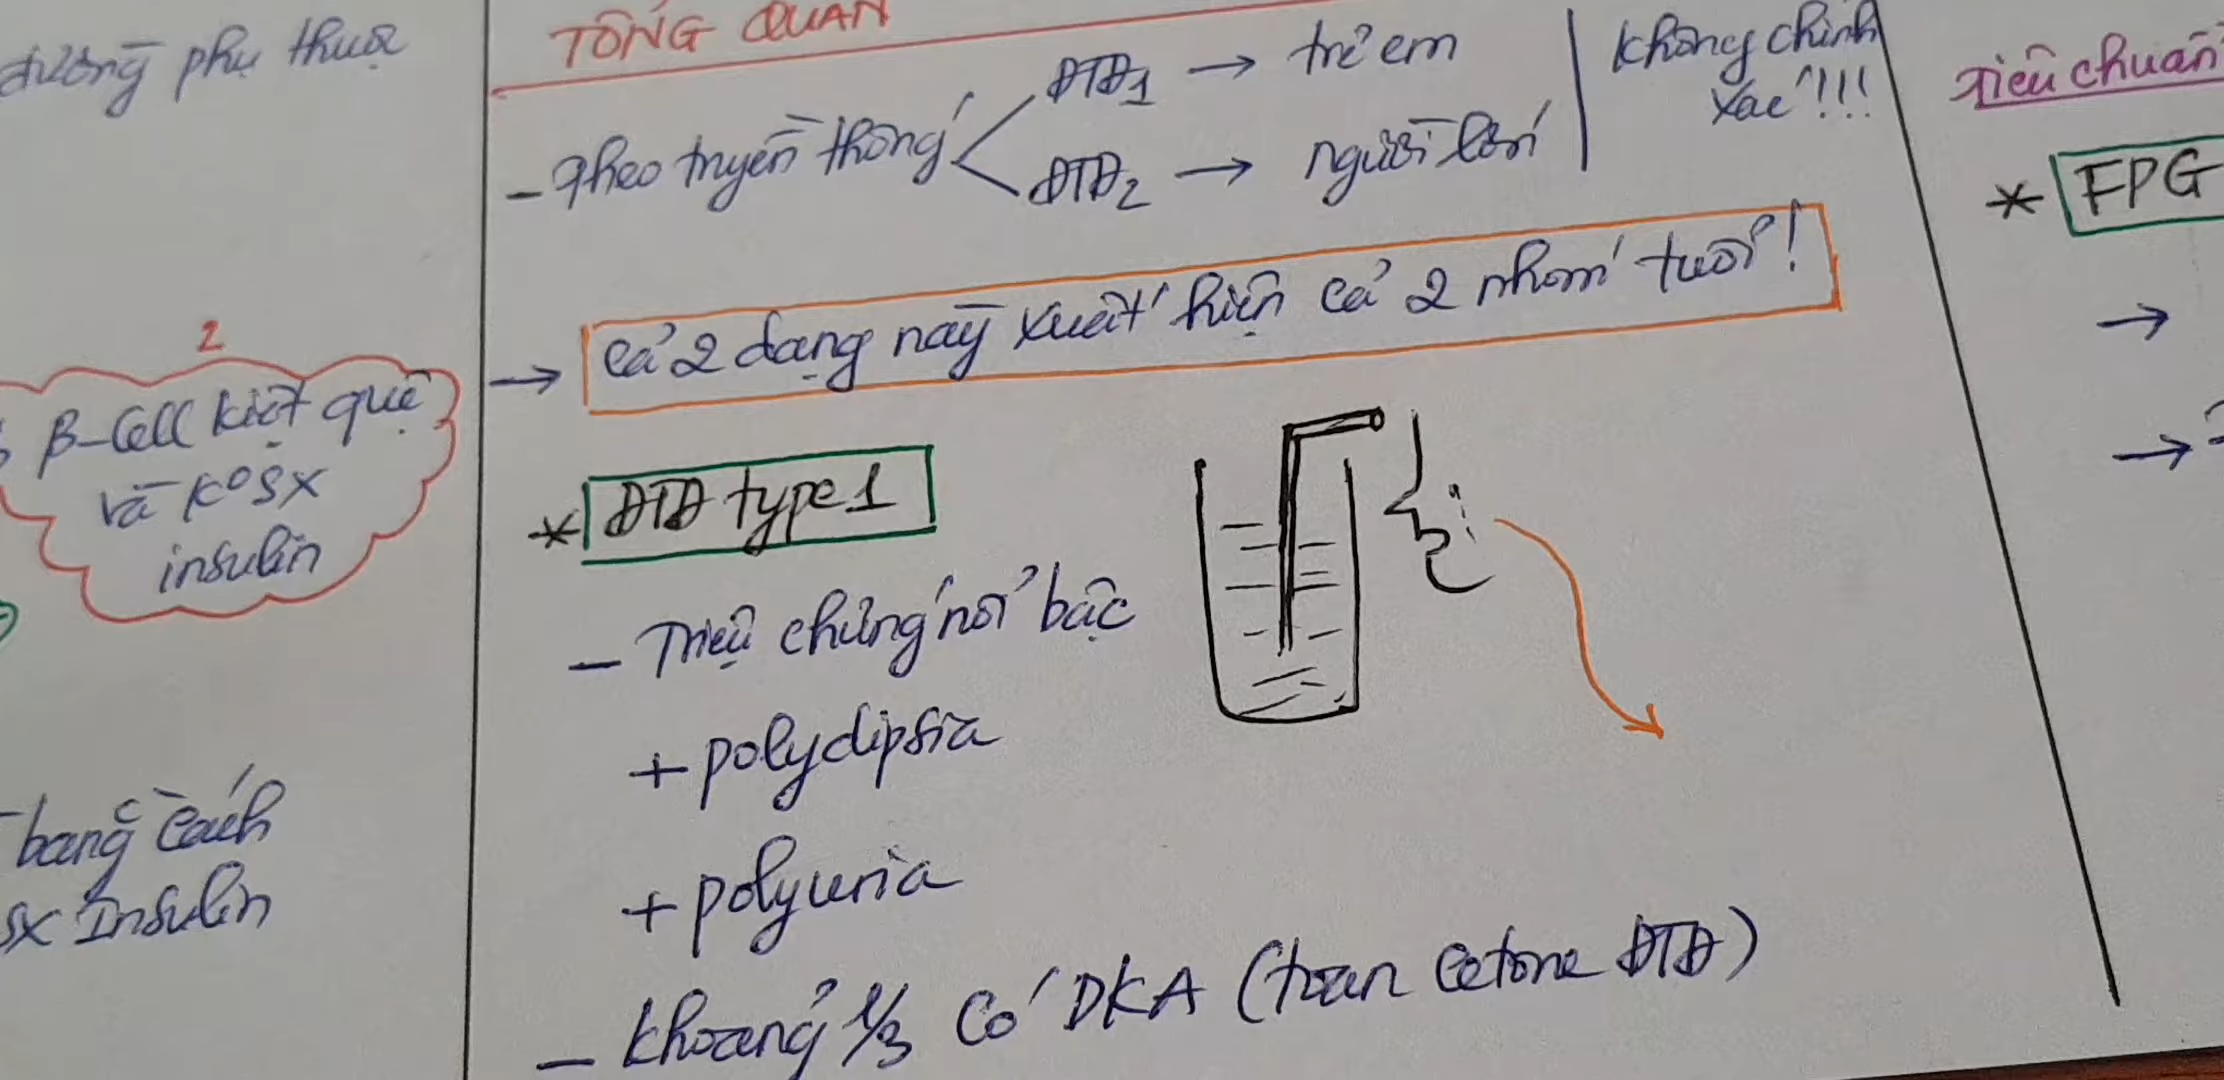 đường phụ thuộc
2
β-Cell kiệt quệ
và K° SX
insulin
bằng cách
SX Insulin
TỔNG QUAN
- Theo truyền thống
ĐTĐ1 → trẻ em
ĐTĐ2 → người lớn
không chính
xác!!!
→ Cả 2 dạng này xuất hiện cả 2 nhóm tuổi!
* ĐTĐ type 1
- Triệu chứng nổi bậc
+ polydipsia
+ polyuria
- Khoảng 1/3 Có DKA (toan Cetone ĐTĐ)
Tiêu chuẩn
* FPG
→
→